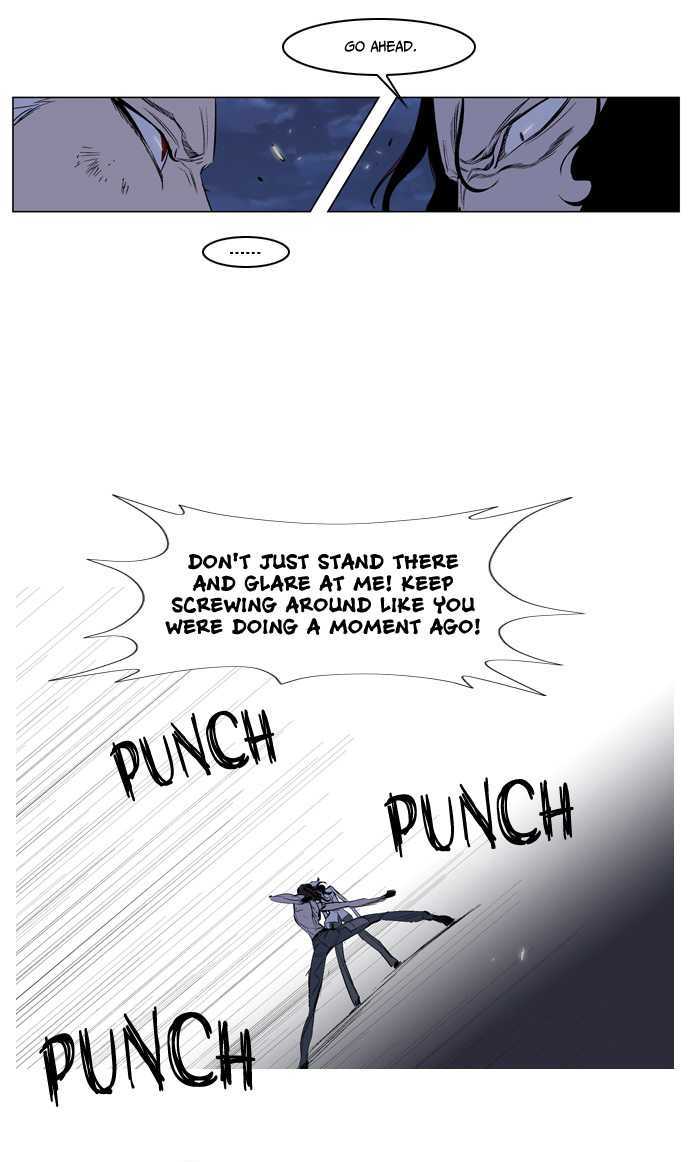 GO AHEAD.
......
DON'T JUST STAND THERE
AND GLARE AT ME! KEEP
SCREWING AROUND LIKE YOU
WERE DOING A MOMENT AGO!
PUNCH
PUNCH
PUNCH